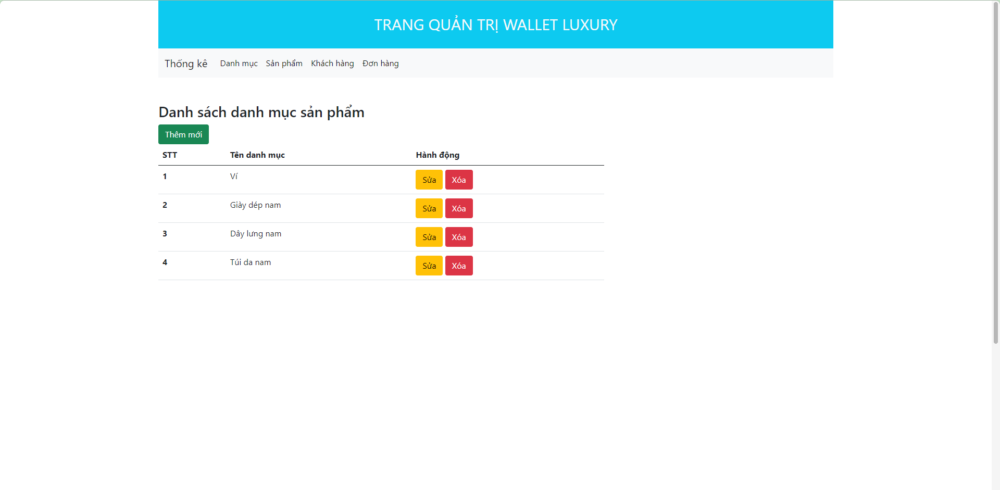 TRANG QUẢN TRỊ WALLET LUXURY
Thống kê Danh mục Sản phẩm Khách hàng Đơn hàng
Danh sách danh mục sản phẩm
Thêm mới
STT Tên danh mục Hành động
1 Ví Sửa Xóa
2 Giày dép nam Sửa Xóa
3 Dây lưng nam Sửa Xóa
4 Túi da nam Sửa Xóa